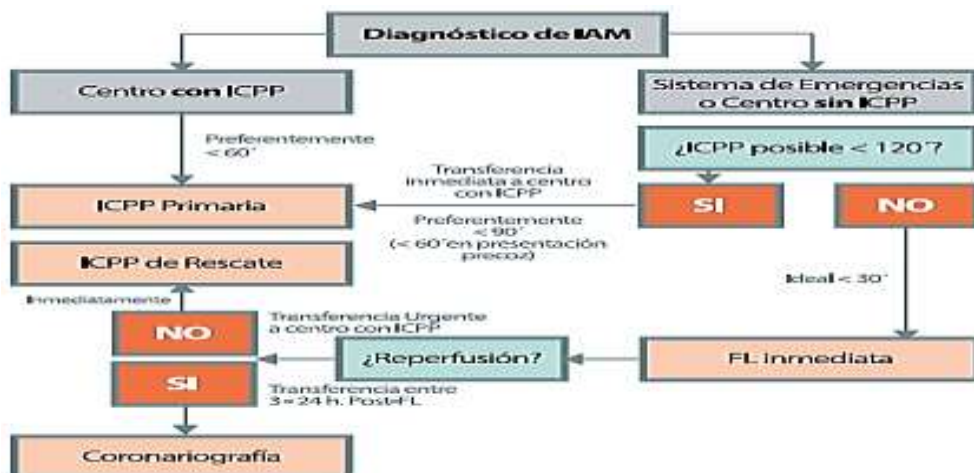 Diagnóstico de IAM
Centro con ICPP
Sistema de Emergencias
o Centro sin ICPP
Preferentemente
< 60´
¿ICPP posible < 120´?
Transferencia
inmediata a centro
con ICPP
SI
NO
ICPP Primaria
Preferentemente
< 90´
(< 60´en presentación
precoz)
ICPP de Rescate
Ideal < 30´
Inmediatamente
NO
Transferencia Urgente
a centro con ICPP
¿Reperfusión?
FL inmediata
SI
Transferencia entre
3-24 h. Post-FL
Coronariografía